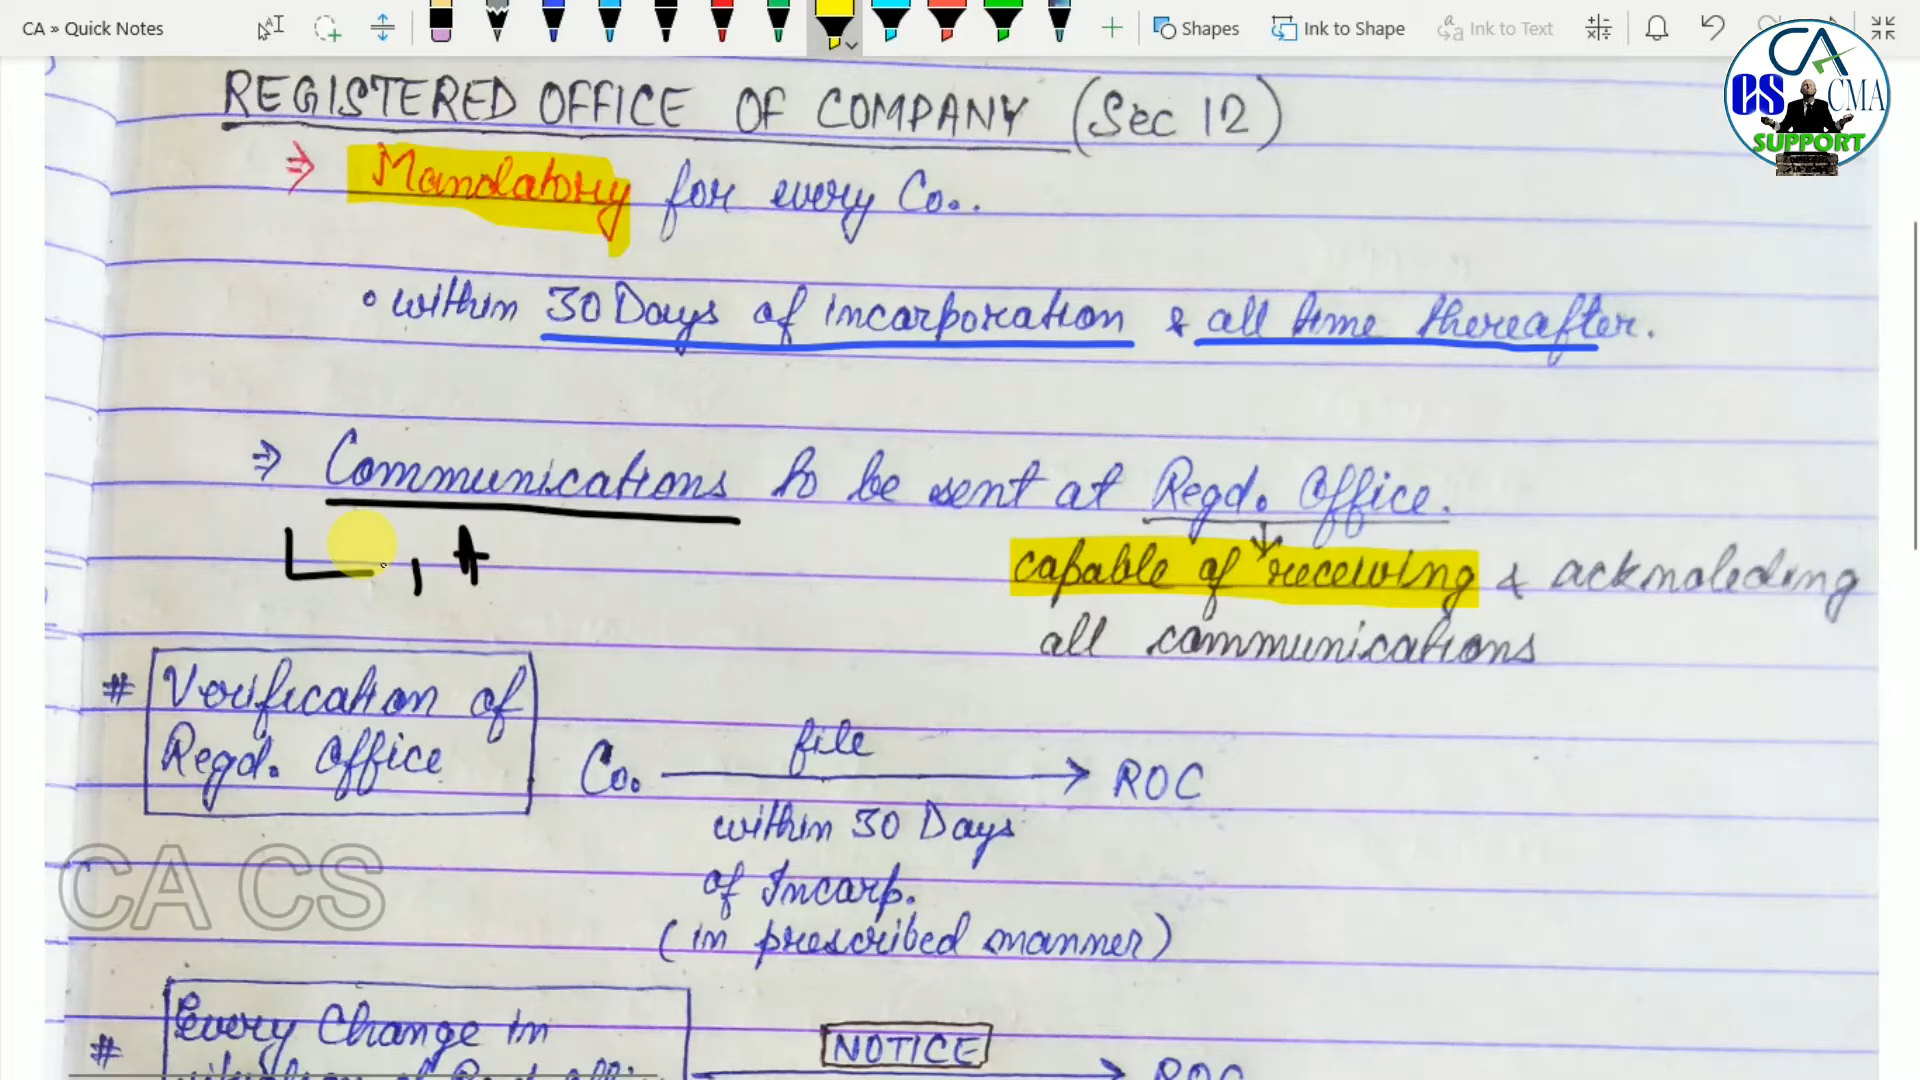 CA » Quick Notes
Shapes
Ink to Shape
Ink to Text
CA
CS CMA
SUPPORT
REGISTERED OFFICE OF COMPANY (Sec 12)
⇒ Mandatory for every Co..
• within 30 Days of incorporation & all time thereafter.
⇒ Communications to be sent at Regd. Office.
L , A
↓
capable of receiving & acknoleding
all communications
# Verification of
Regd. Office
file
Co. → ROC
within 30 Days
of Incorp.
(in prescribed manner)
CA CS
# Every Change in
NOTICE
→ ROC